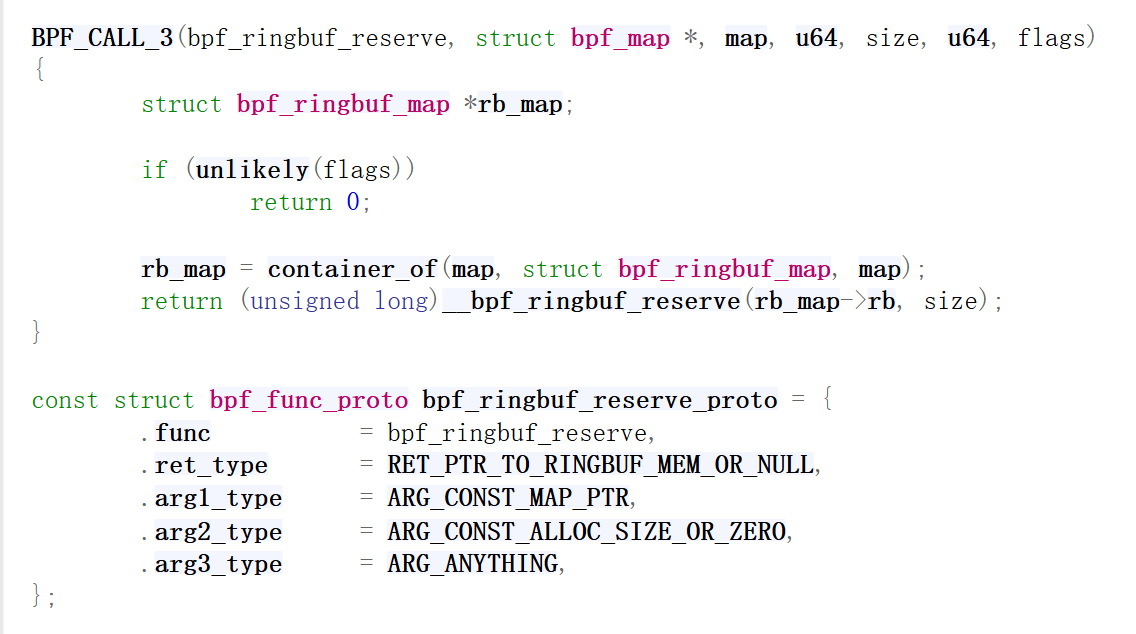 BPF_CALL_3(bpf_ringbuf_reserve, struct bpf_map *, map, u64, size, u64, flags)
{
        struct bpf_ringbuf_map *rb_map;

        if (unlikely(flags))
                return 0;

        rb_map = container_of(map, struct bpf_ringbuf_map, map);
        return (unsigned long)__bpf_ringbuf_reserve(rb_map->rb, size);
}

const struct bpf_func_proto bpf_ringbuf_reserve_proto = {
        .func           = bpf_ringbuf_reserve,
        .ret_type       = RET_PTR_TO_RINGBUF_MEM_OR_NULL,
        .arg1_type      = ARG_CONST_MAP_PTR,
        .arg2_type      = ARG_CONST_ALLOC_SIZE_OR_ZERO,
        .arg3_type      = ARG_ANYTHING,
};